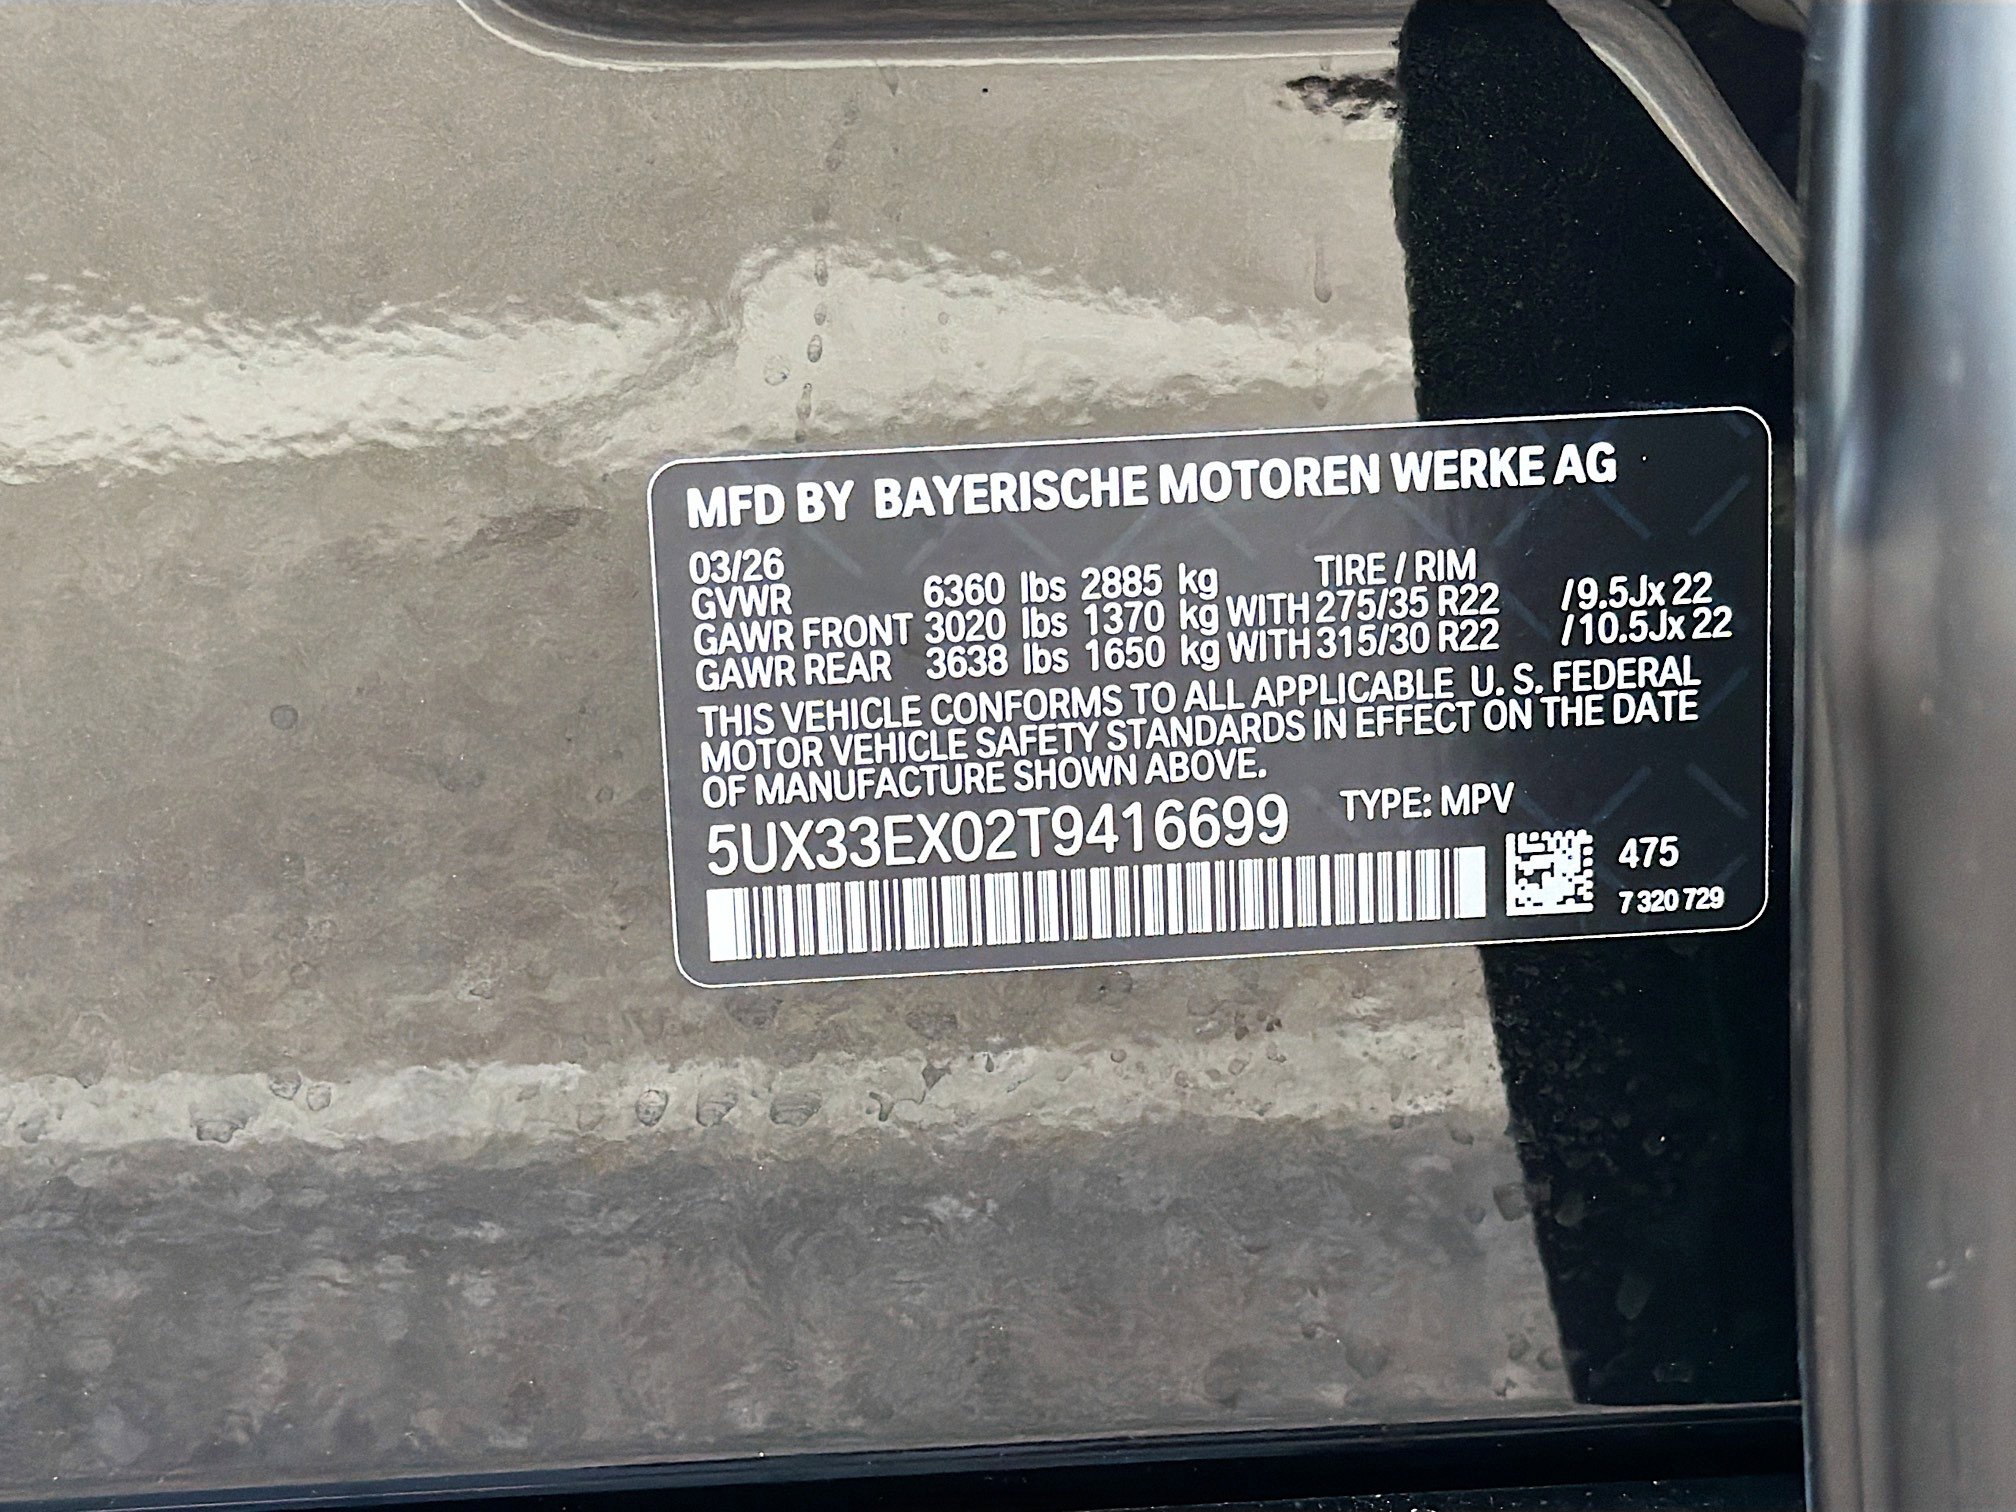 MFD BY BAYERISCHE MOTOREN WERKE AG
03/26 TIRE / RIM
GVWR 6360 lbs 2885 kg
GAWR FRONT 3020 lbs 1370 kg WITH 275/35 R22 /9.5Jx 22
GAWR REAR 3638 lbs 1650 kg WITH 315/30 R22 /10.5Jx 22
THIS VEHICLE CONFORMS TO ALL APPLICABLE U. S. FEDERAL
MOTOR VEHICLE SAFETY STANDARDS IN EFFECT ON THE DATE
OF MANUFACTURE SHOWN ABOVE.
5UX33EX02T9416699 TYPE: MPV
475
7 320 729